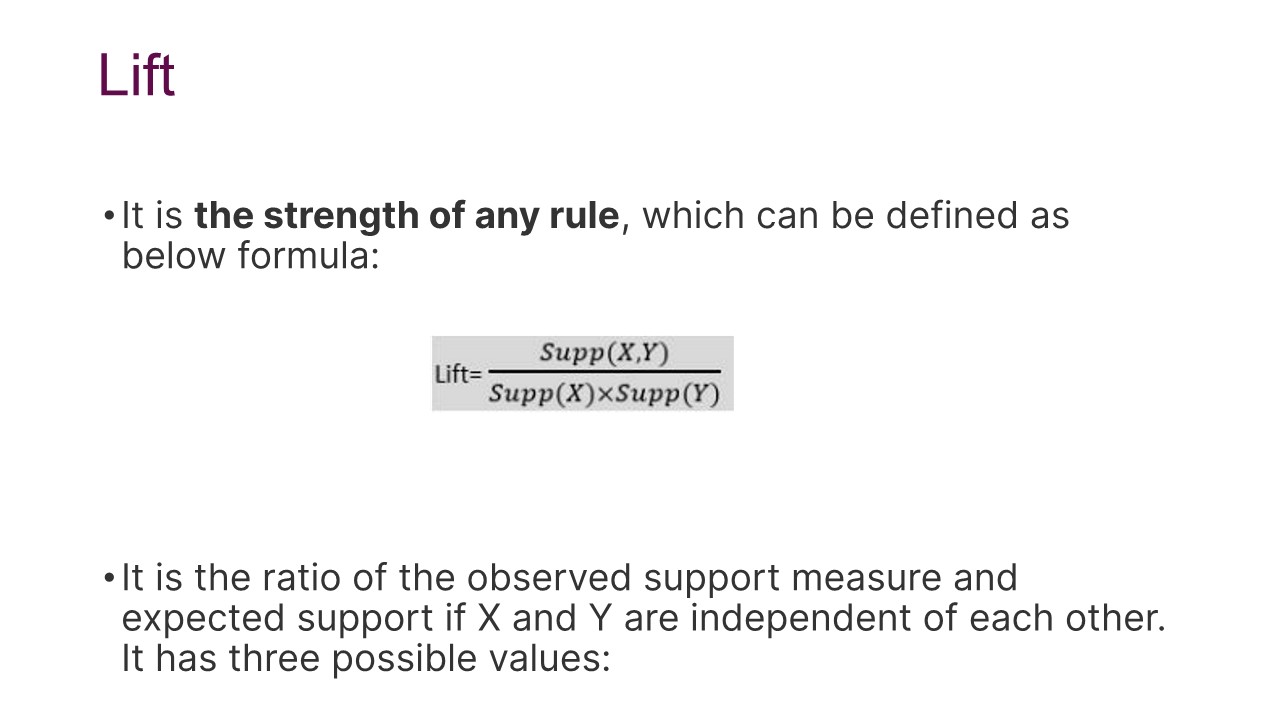 Lift
• It is the strength of any rule, which can be defined as
below formula:
Supp(X,Y)
Lift=
Supp(X)×Supp(Y)
• It is the ratio of the observed support measure and
expected support if X and Y are independent of each other.
It has three possible values: